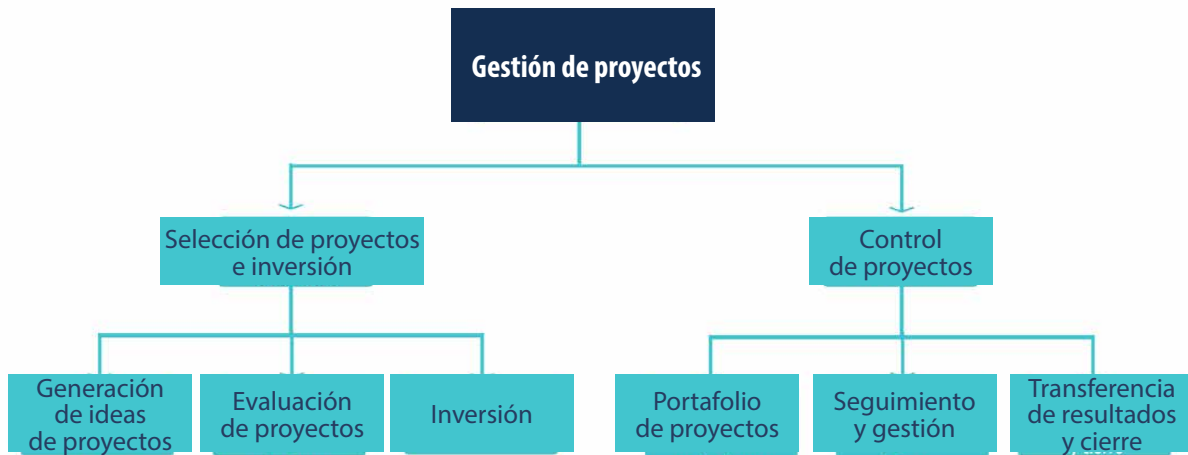 Gestión de proyectos
Selección de proyectos
e inversión
Control
de proyectos
Generación
de ideas
de proyectos
Evaluación
de proyectos
Inversión
Portafolio
de proyectos
Seguimiento
y gestión
Transferencia
de resultados
y cierre